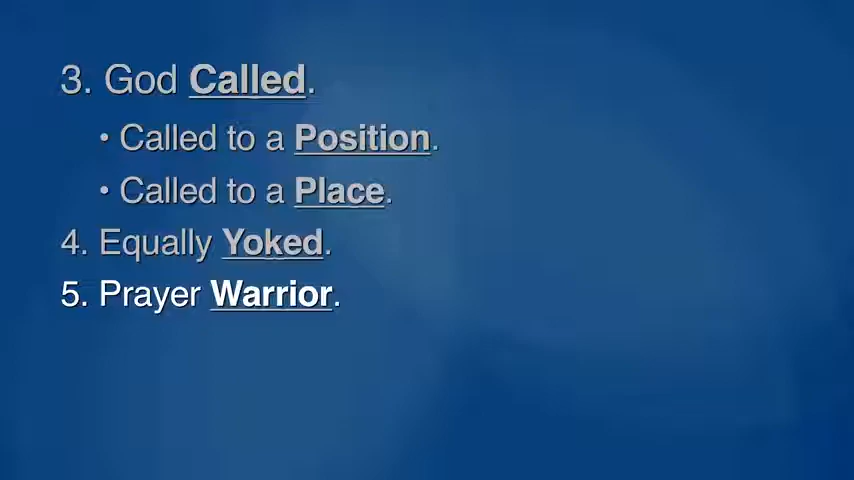 3. God Called.
• Called to a Position.
• Called to a Place.
4. Equally Yoked.
5. Prayer Warrior.